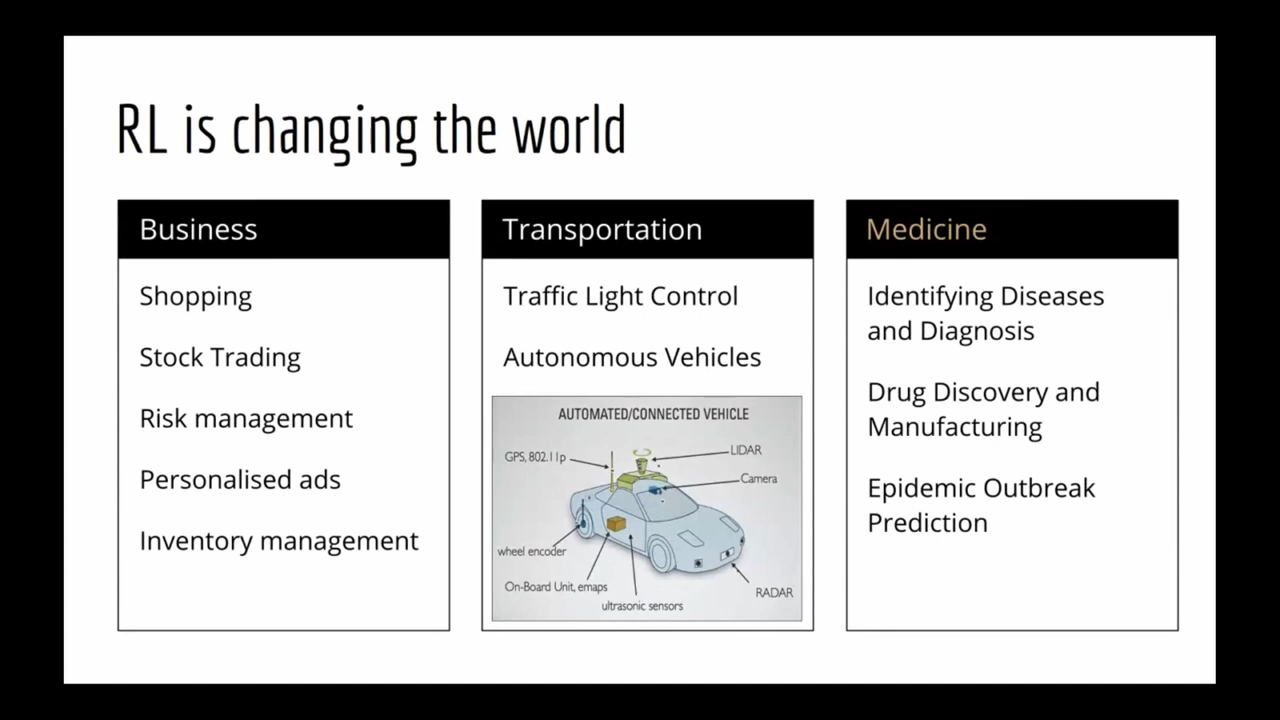 RL is changing the world
Business
Shopping
Stock Trading
Risk management
Personalised ads
Inventory management
Transportation
Traffic Light Control
Autonomous Vehicles
AUTOMATED/CONNECTED VEHICLE
GPS, 802.11p
LIDAR
Camera
wheel encoder
On-Board Unit, emaps
ultrasonic sensors
RADAR
Medicine
Identifying Diseases
and Diagnosis
Drug Discovery and
Manufacturing
Epidemic Outbreak
Prediction